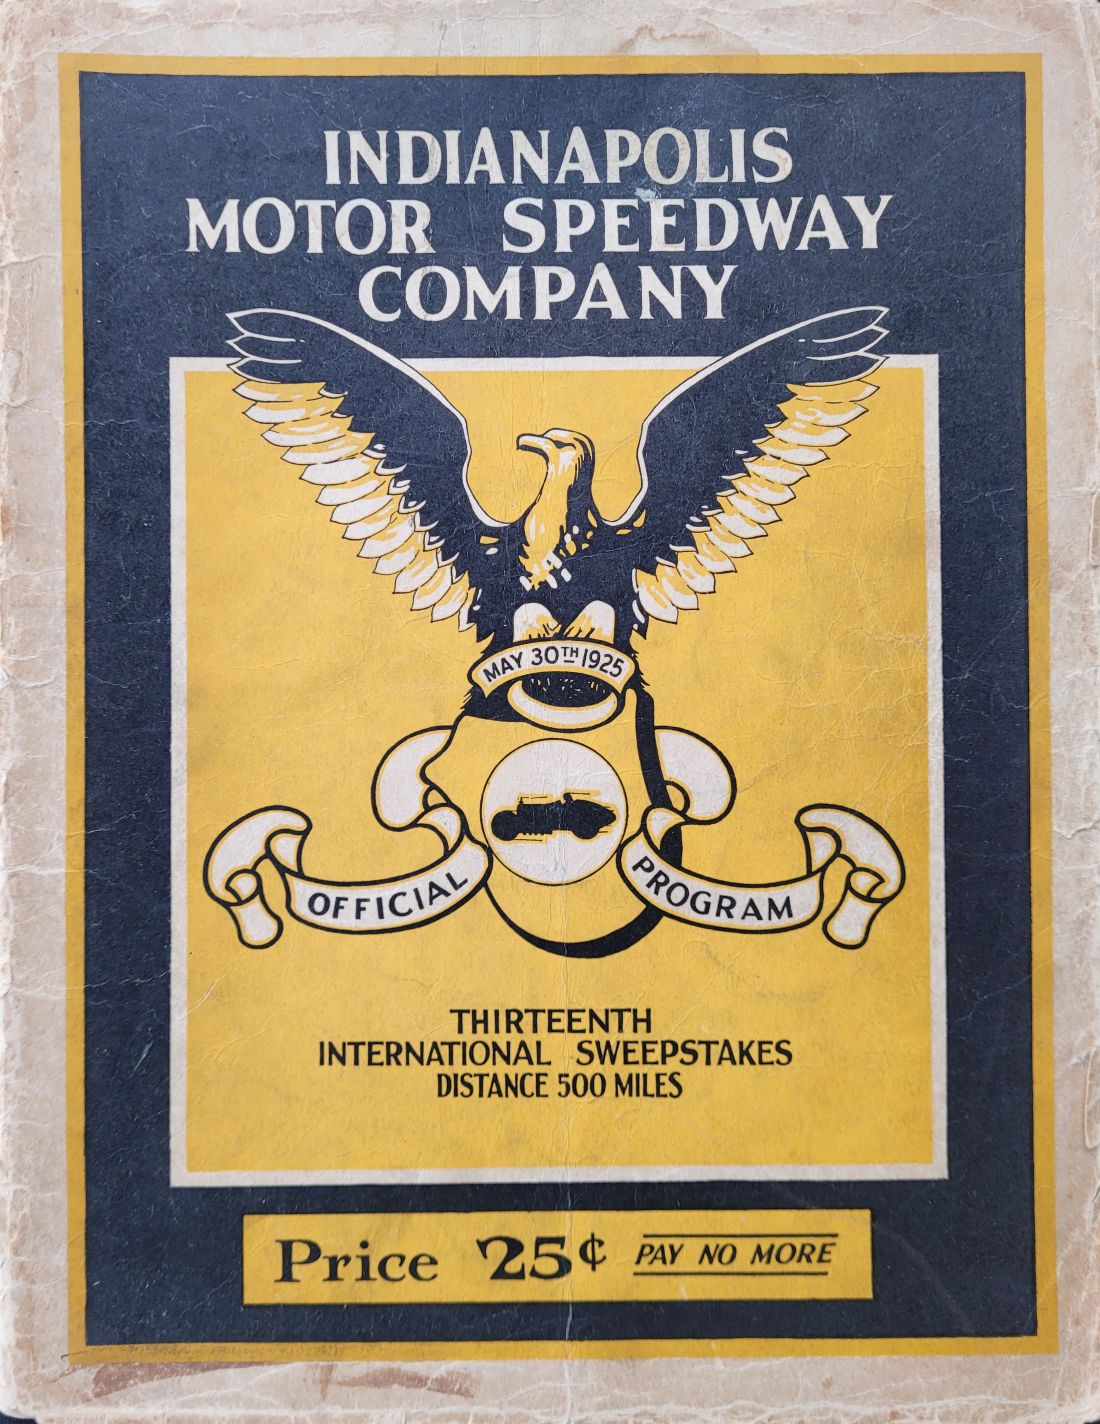 INDIANAPOLIS
MOTOR SPEEDWAY
COMPANY
MAY 30TH 1925
OFFICIAL PROGRAM
THIRTEENTH
INTERNATIONAL SWEEPSTAKES
DISTANCE 500 MILES
Price 25¢ PAY NO MORE